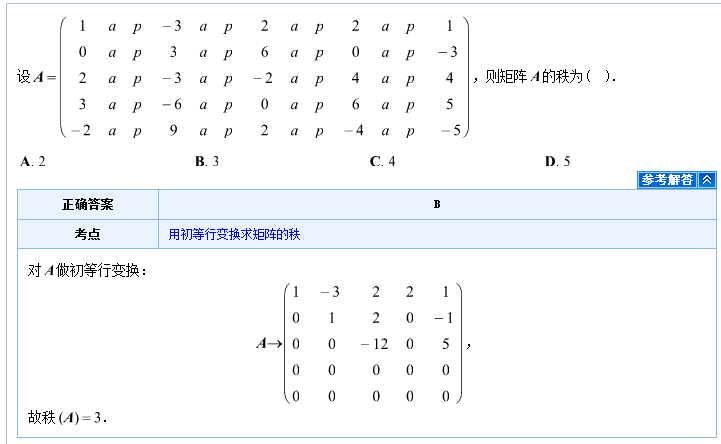 1 a p −3 a p 2 a p 2 a p 1
0 a p 3 a p 6 a p 0 a p −3
设 A = 2 a p −3 a p −2 a p 4 a p 4 ，则矩阵 A 的秩为( ).
3 a p −6 a p 0 a p 6 a p 5
−2 a p 9 a p 2 a p −4 a p −5
A. 2 B. 3 C. 4 D. 5
参考解答
正确答案 B
考点 用初等行变换求矩阵的秩
对 A 做初等行变换：
1 −3 2 2 1
0 1 2 0 −1
A→ 0 0 −12 0 5 ，
0 0 0 0 0
0 0 0 0 0
故秩 (A) = 3．